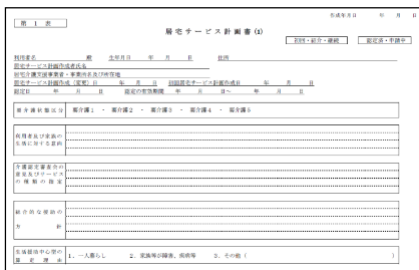 作成年月日 年 月 日
第 1 表
居宅サービス計画書(1)
初回・紹介・継続 認定済・申請中
利用者名 殿 生年月日 年 月 日 住所
居宅サービス計画作成者氏名
居宅介護支援事業者・事業所名及び所在地
居宅サービス計画作成(変更)日 年 月 日 初回居宅サービス計画作成日 年 月 日
認定日 年 月 日 認定の有効期間 年 月 日～ 年 月 日
要介護状態区分 要介護1 ・ 要介護2 ・ 要介護3 ・ 要介護4 ・ 要介護5
利用者及び家族の
生活に対する意向
介護認定審査会の
意見及びサービス
の種類の指定
総合的な援助の
方 針
生活援助中心型の
算 定 理 由
1. 一人暮らし 2. 家族等が障害、疾病等 3. その他（ ）